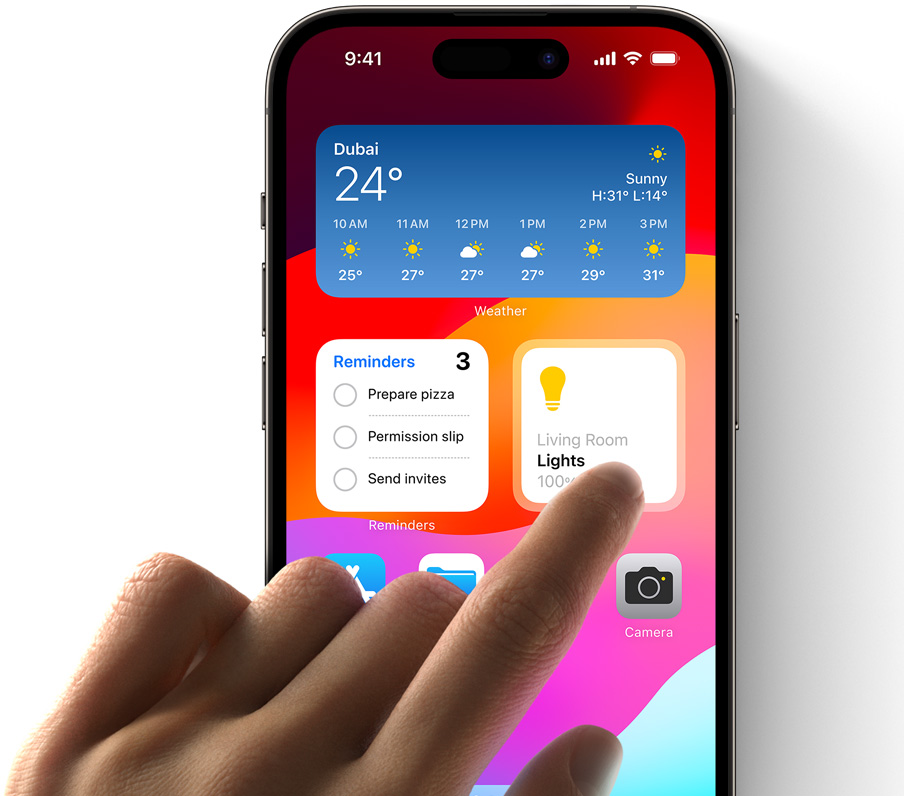 9:41
Dubai
24°
Sunny
H:31° L:14°
10 AM 11 AM 12 PM 1 PM 2 PM 3 PM
25° 27° 27° 27° 29° 31°
Weather
Reminders 3
Prepare pizza
Permission slip
Send invites
Reminders
Living Room
Lights
100%
Camera